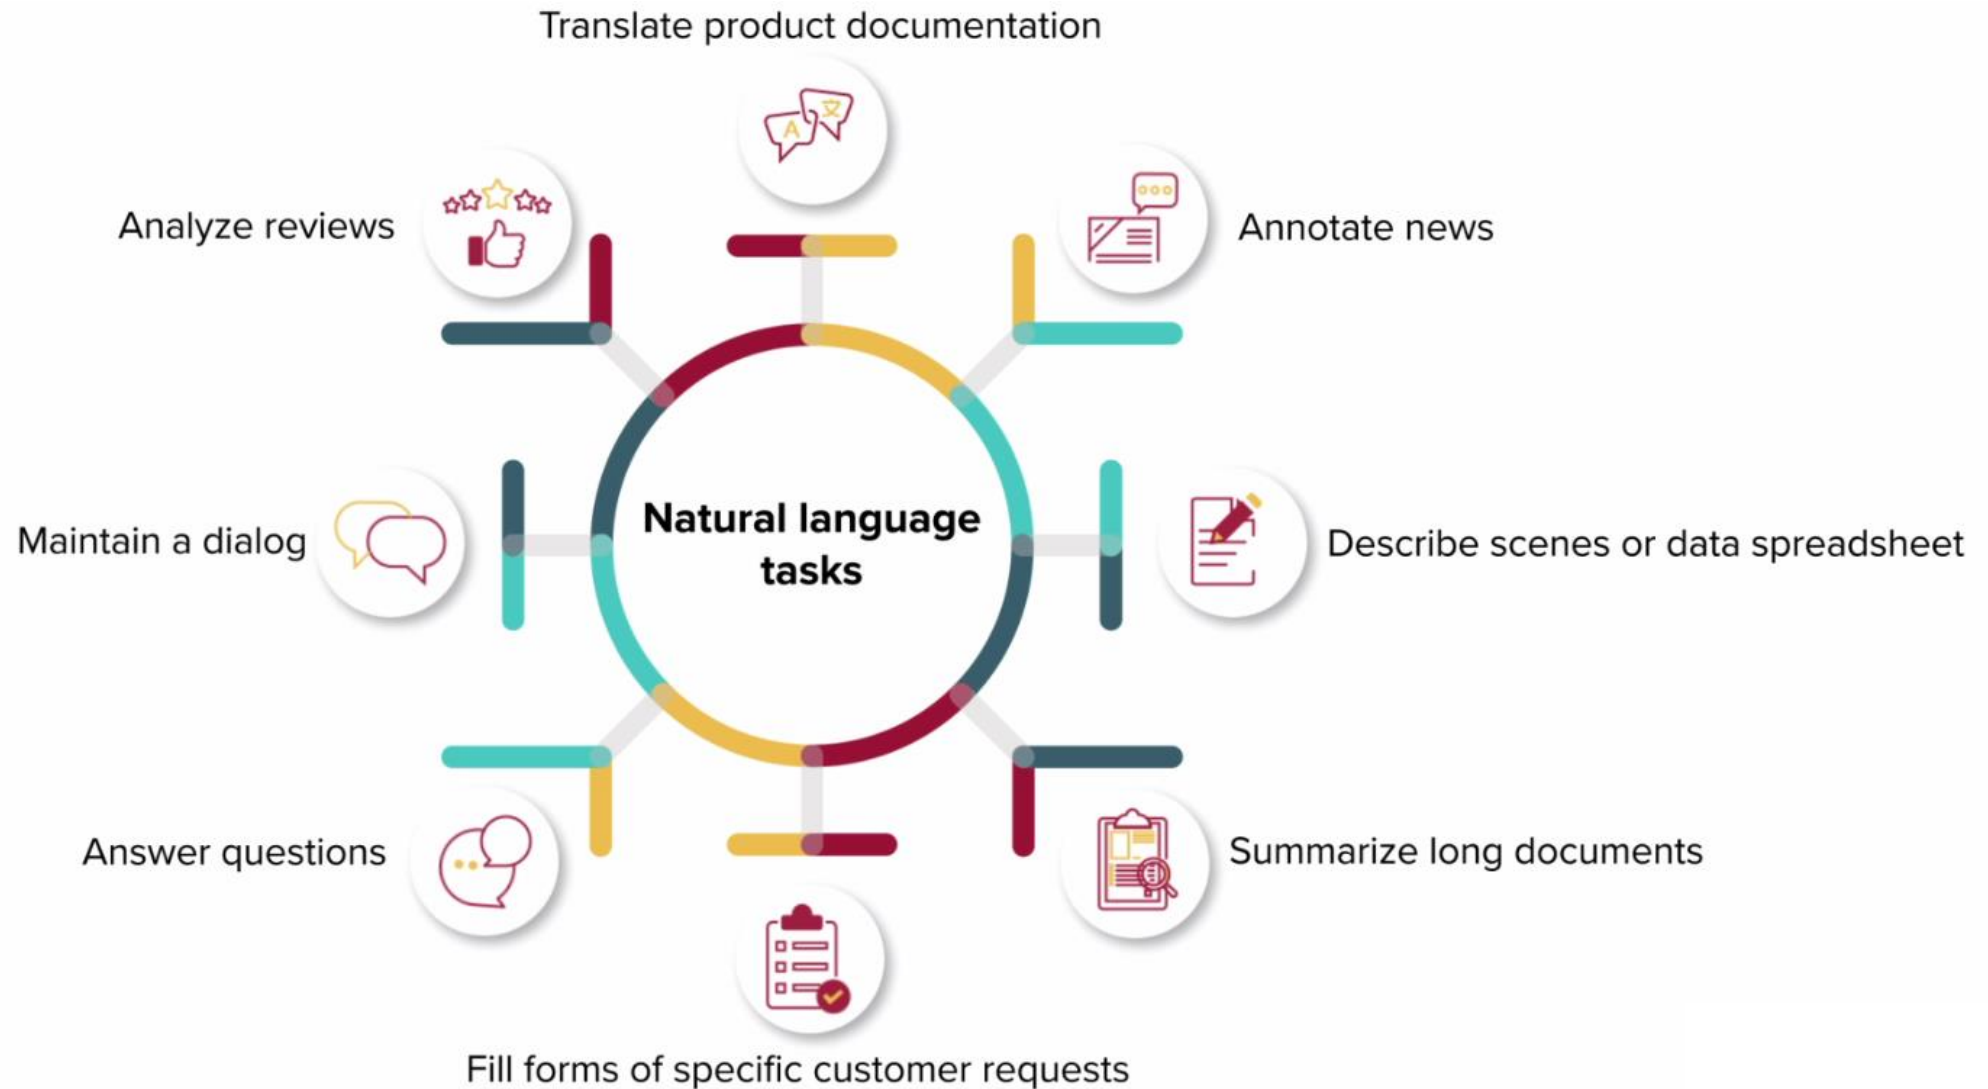 Translate product documentation
A 文
Analyze reviews
Annotate news
Natural language
tasks
Maintain a dialog
Describe scenes or data spreadsheet
Answer questions
Summarize long documents
Fill forms of specific customer requests